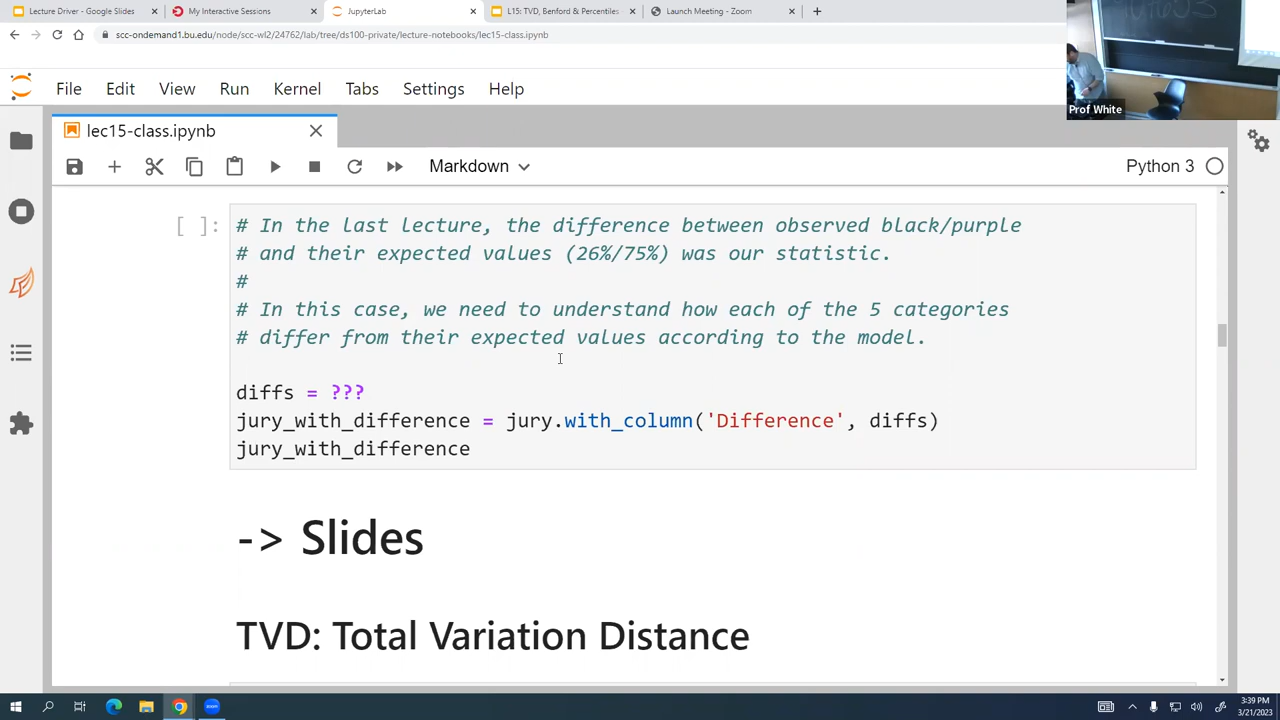 Lecture Driver - Google Slides
My Interactive Sessions
JupyterLab
L15: TVD, Benford & Percentiles
Launch Meeting - Zoom
scc-ondemand1.bu.edu/node/scc-wl2/24762/lab/tree/ds100-private/lecture-notebooks/lec15-class.ipynb
Prof White
File Edit View Run Kernel Tabs Settings Help
lec15-class.ipynb
Markdown
Python 3
[ ]:
# In the last lecture, the difference between observed black/purple
# and their expected values (26%/75%) was our statistic.
#
# In this case, we need to understand how each of the 5 categories
# differ from their expected values according to the model.
diffs = ???
jury_with_difference = jury.with_column('Difference', diffs)
jury_with_difference
-> Slides
TVD: Total Variation Distance
3:39 PM
3/21/2023